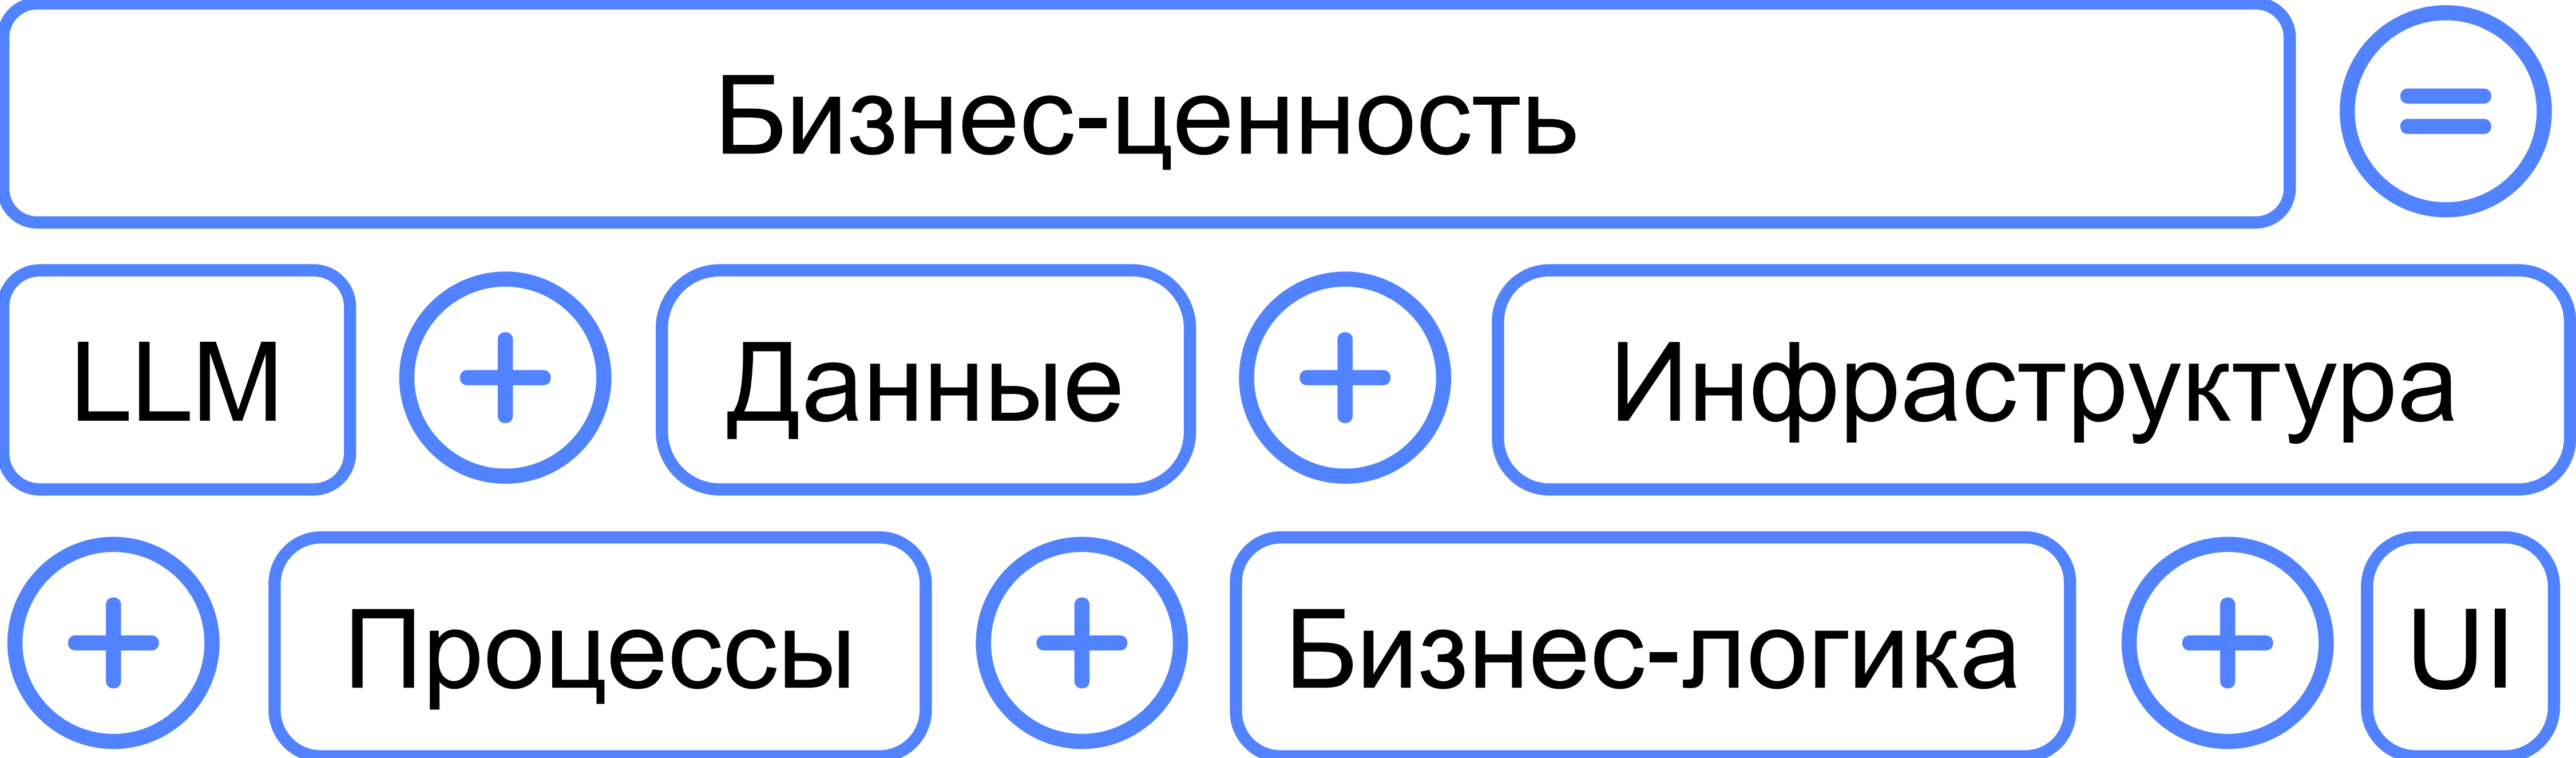 Бизнес-ценность =
LLM + Данные + Инфраструктура
+ Процессы + Бизнес-логика + UI